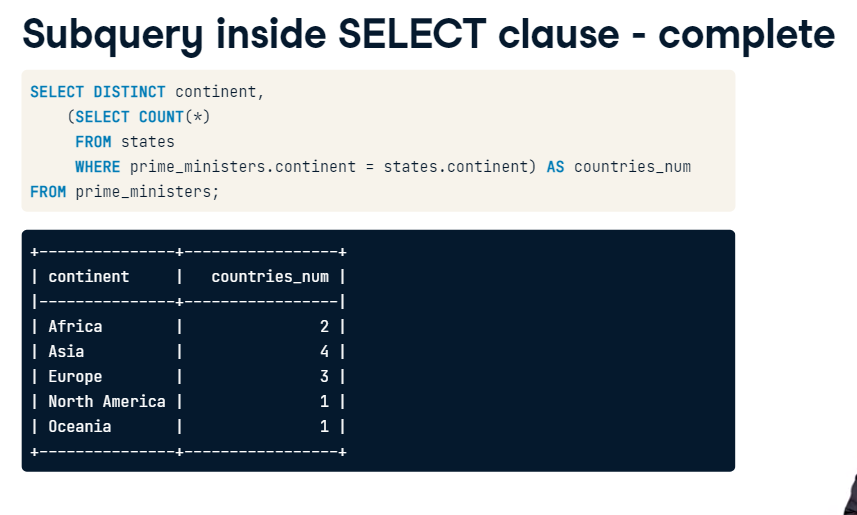 Subquery inside SELECT clause - complete
SELECT DISTINCT continent,
    (SELECT COUNT(*)
     FROM states
     WHERE prime_ministers.continent = states.continent) AS countries_num
FROM prime_ministers;
+---------------+-----------------+
| continent     |   countries_num |
|---------------+-----------------|
| Africa        |               2 |
| Asia          |               4 |
| Europe        |               3 |
| North America |               1 |
| Oceania       |               1 |
+---------------+-----------------+